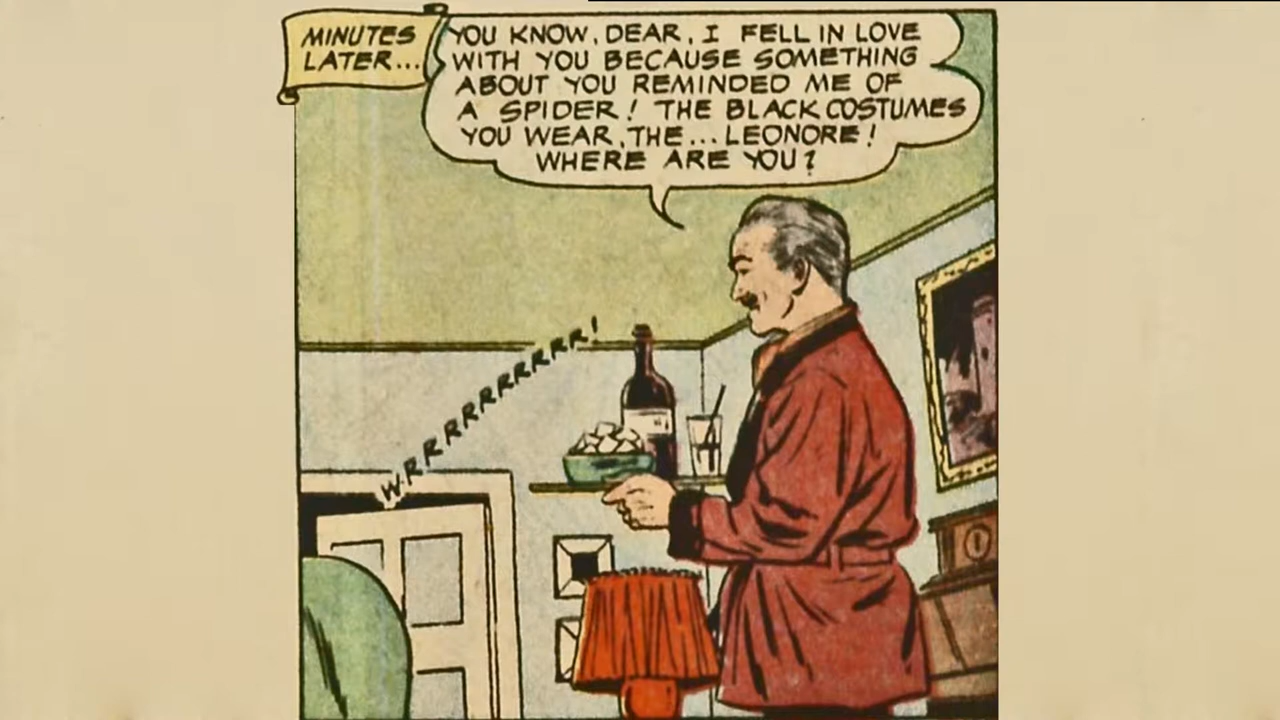 MINUTES
LATER...
YOU KNOW, DEAR, I FELL IN LOVE
WITH YOU BECAUSE SOMETHING
ABOUT YOU REMINDED ME OF
A SPIDER! THE BLACK COSTUMES
YOU WEAR, THE... LEONORE!
WHERE ARE YOU?
WRRRRRRRRRRR!